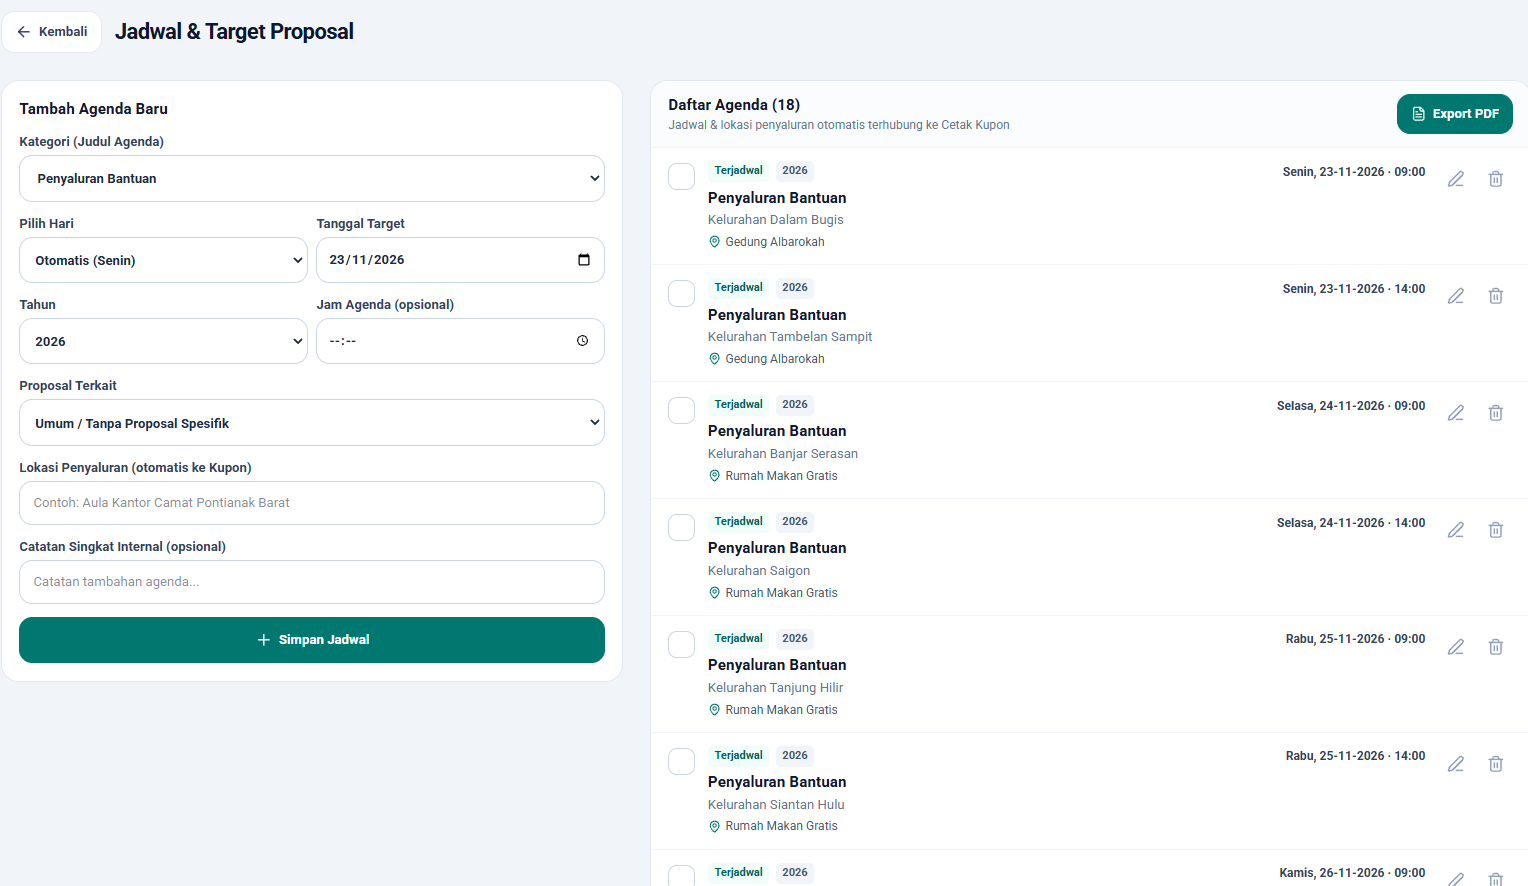 Kembali
Jadwal & Target Proposal
Tambah Agenda Baru
Kategori (Judul Agenda)
Penyaluran Bantuan
Pilih Hari
Tanggal Target
Otomatis (Senin)
23/11/2026
Tahun
Jam Agenda (opsional)
2026
--:--
Proposal Terkait
Umum / Tanpa Proposal Spesifik
Lokasi Penyaluran (otomatis ke Kupon)
Contoh: Aula Kantor Camat Pontianak Barat
Catatan Singkat Internal (opsional)
Catatan tambahan agenda...
Simpan Jadwal
Daftar Agenda (18)
Jadwal & lokasi penyaluran otomatis terhubung ke Cetak Kupon
Export PDF
Terjadwal 2026 Senin, 23-11-2026 · 09:00
Penyaluran Bantuan
Kelurahan Dalam Bugis
Gedung Albarokah
Terjadwal 2026 Senin, 23-11-2026 · 14:00
Penyaluran Bantuan
Kelurahan Tambelan Sampit
Gedung Albarokah
Terjadwal 2026 Selasa, 24-11-2026 · 09:00
Penyaluran Bantuan
Kelurahan Banjar Serasan
Rumah Makan Gratis
Terjadwal 2026 Selasa, 24-11-2026 · 14:00
Penyaluran Bantuan
Kelurahan Saigon
Rumah Makan Gratis
Terjadwal 2026 Rabu, 25-11-2026 · 09:00
Penyaluran Bantuan
Kelurahan Tanjung Hilir
Rumah Makan Gratis
Terjadwal 2026 Rabu, 25-11-2026 · 14:00
Penyaluran Bantuan
Kelurahan Siantan Hulu
Rumah Makan Gratis
Terjadwal 2026 Kamis, 26-11-2026 · 09:00